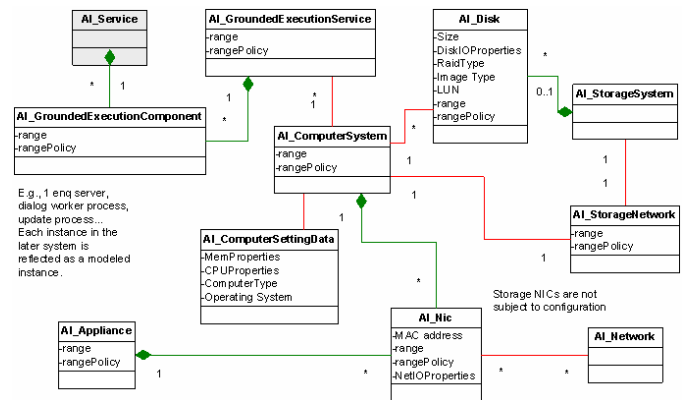 AI_Service
* 1
AI_GroundedExecutionService
-range
-rangePolicy
1 *
* 1
AI_Disk
-Size
-DiskIOProperties
-RaidType
-Image Type
-LUN
-range
-rangePolicy
*
0..1
AI_StorageSystem
AI_GroundedExecutionComponent
-range
-rangePolicy
AI_ComputerSystem
-range
-rangePolicy
*
1
1
1
1
E.g., 1 enq server,
dialog worker process,
update process...
Each instance in the
later system is
reflected as a modeled
instance.
AI_StorageNetwork
-range
-rangePolicy
1
1
AI_ComputerSettingData
-MemProperties
-CPUProperties
-ComputerType
-Operating System
*
Storage NICs are not
subject to configuration
AI_Appliance
-range
-rangePolicy
1 *
AI_Nic
-MAC address
-range
-rangePolicy
-NetIOProperties
* *
AI_Network